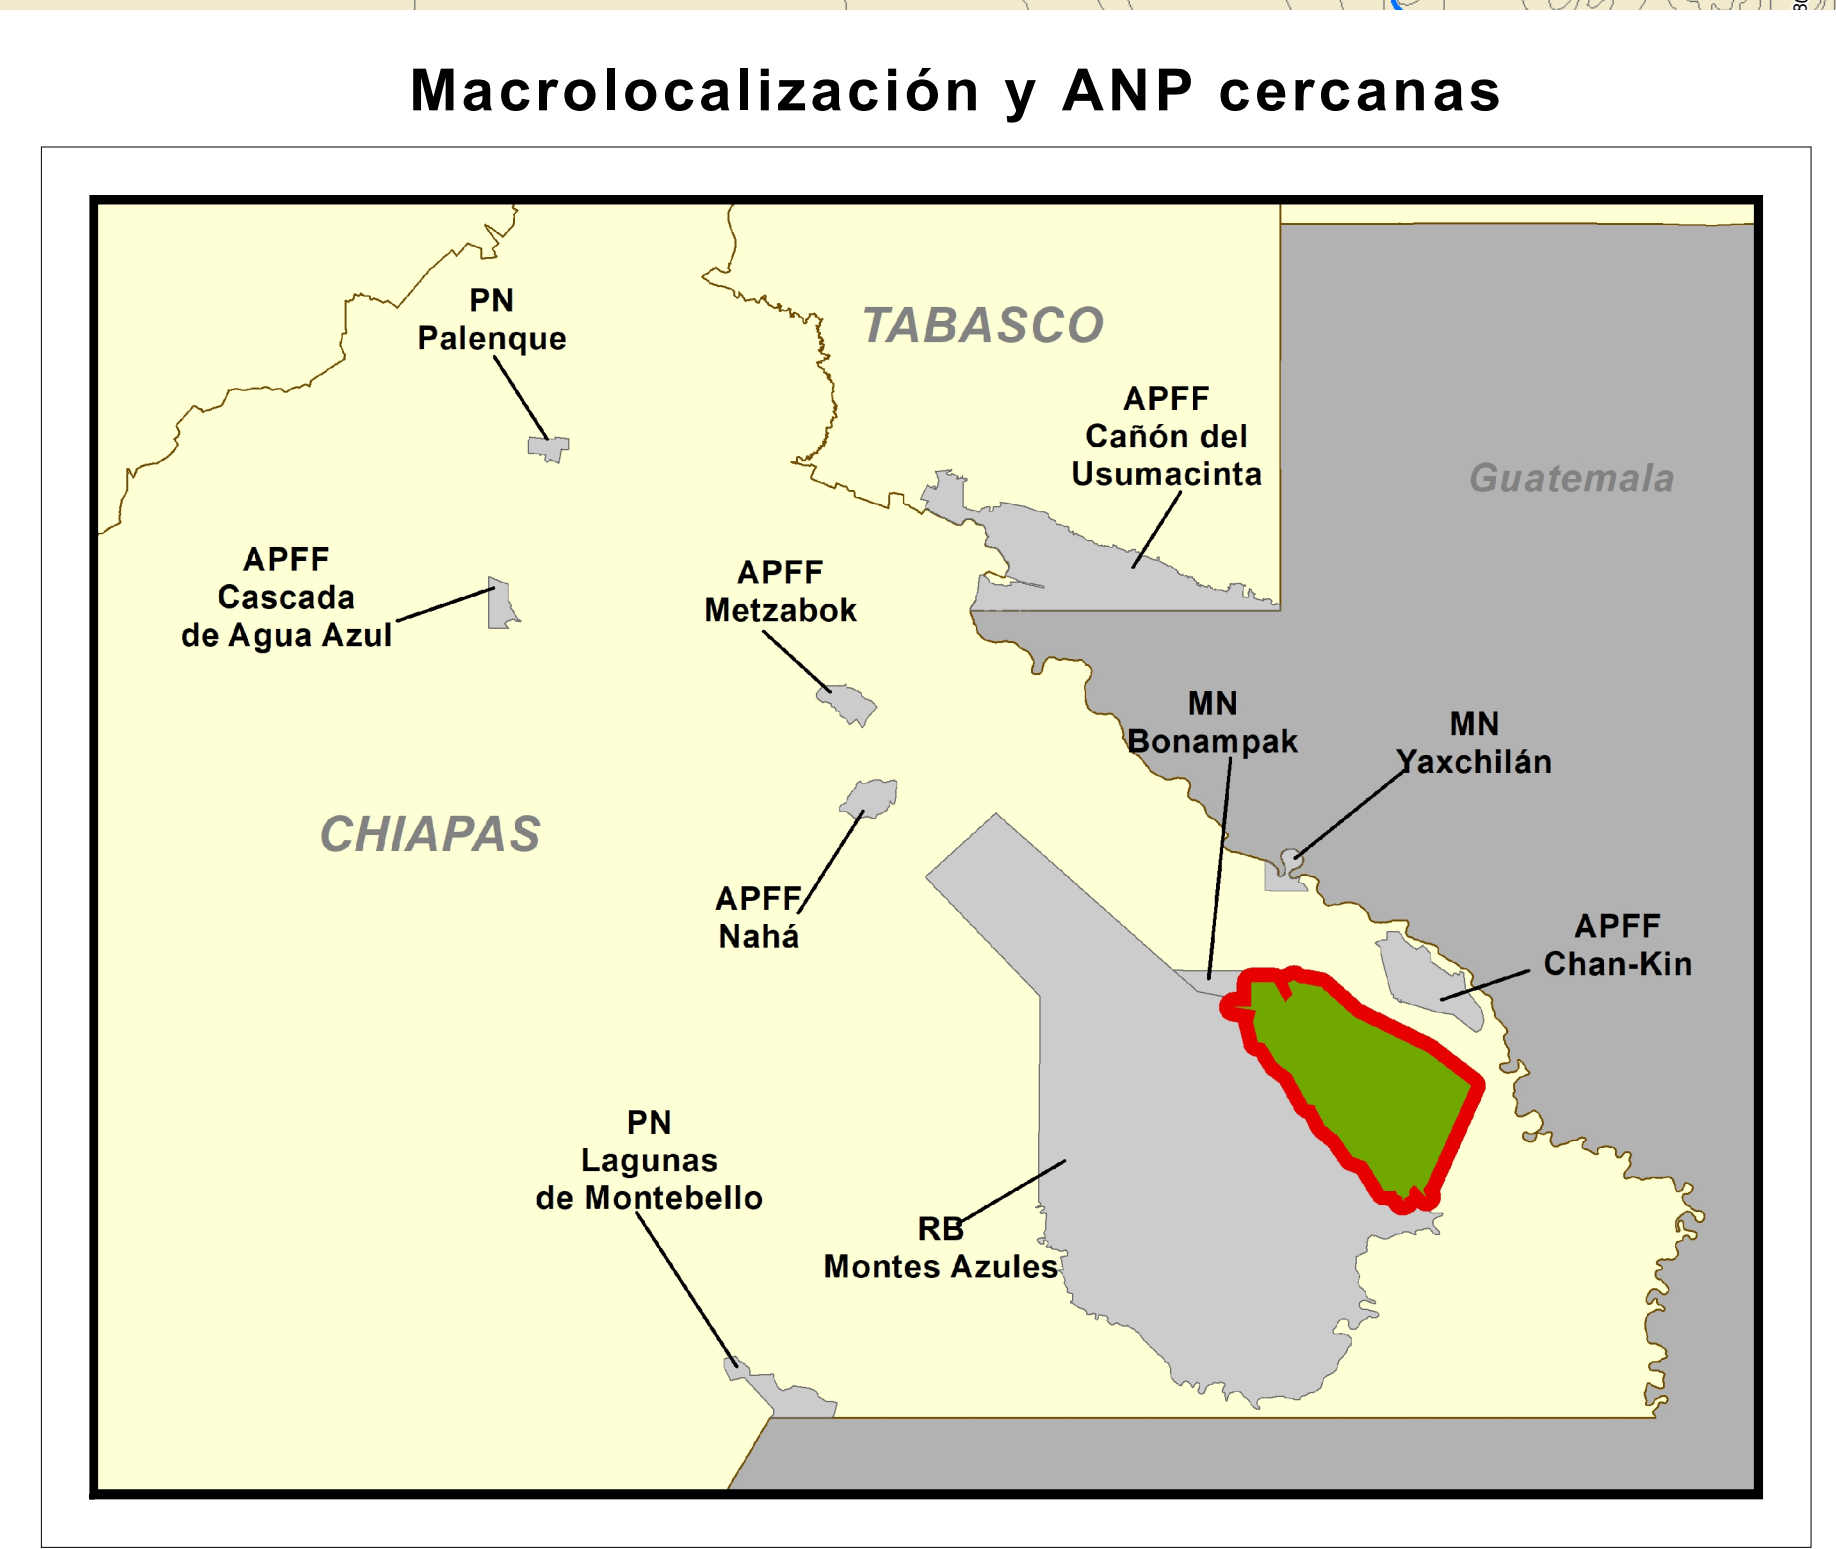 Macrolocalización y ANP cercanas
PN
Palenque
TABASCO
APFF
Cañón del
Usumacinta
Guatemala
APFF
Cascada
de Agua Azul
APFF
Metzabok
MN
Bonampak
MN
Yaxchilán
CHIAPAS
APFF
Nahá
APFF
Chan-Kin
PN
Lagunas
de Montebello
RB
Montes Azules